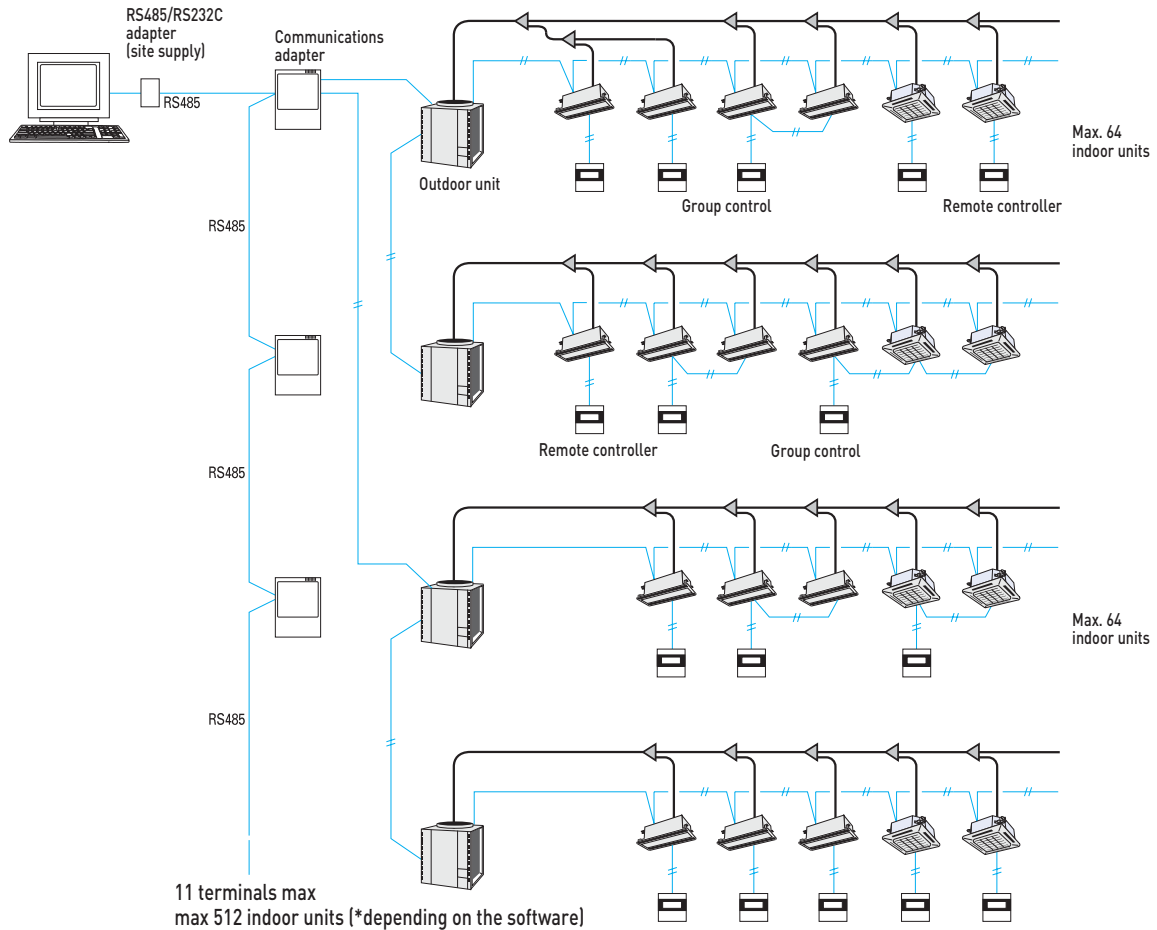 RS485/RS232C
adapter
(site supply)
Communications
adapter
RS485
Outdoor unit
Max. 64
indoor units
Group control
Remote controller
RS485
Remote controller
Group control
RS485
Max. 64
indoor units
RS485
11 terminals max
max 512 indoor units (*depending on the software)